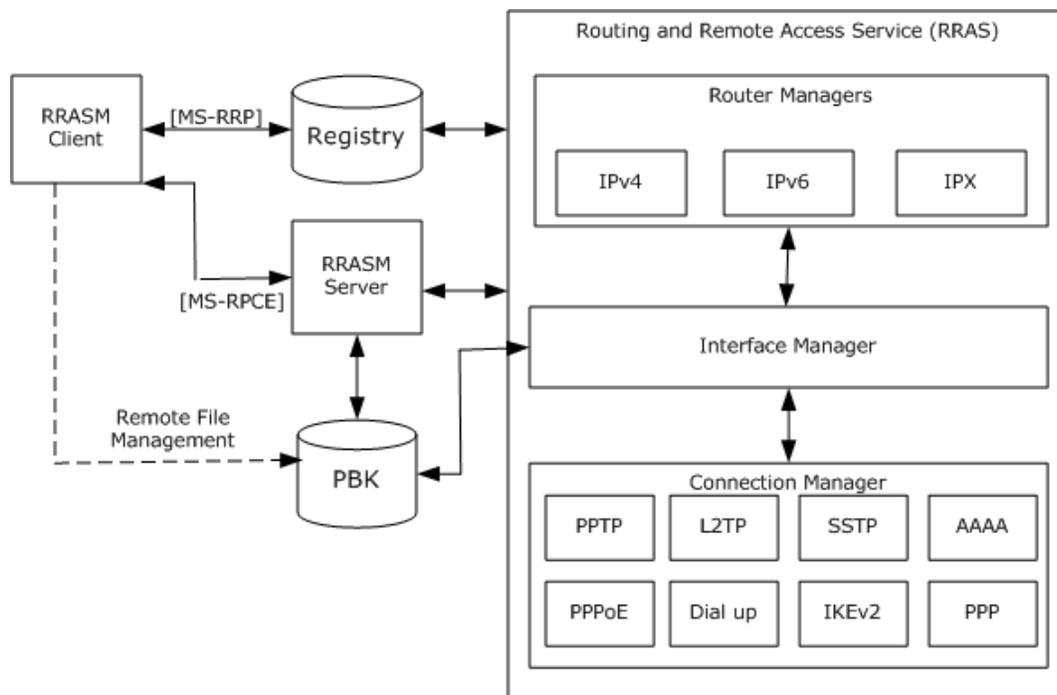 Routing and Remote Access Service (RRAS)
RRASM
Client
[MS-RRP]
Registry
Router Managers
IPv4
IPv6
IPX
RRASM
Server
[MS-RPCE]
Interface Manager
Remote File
Management
PBK
Connection Manager
PPTP
L2TP
SSTP
AAAA
PPPoE
Dial up
IKEv2
PPP